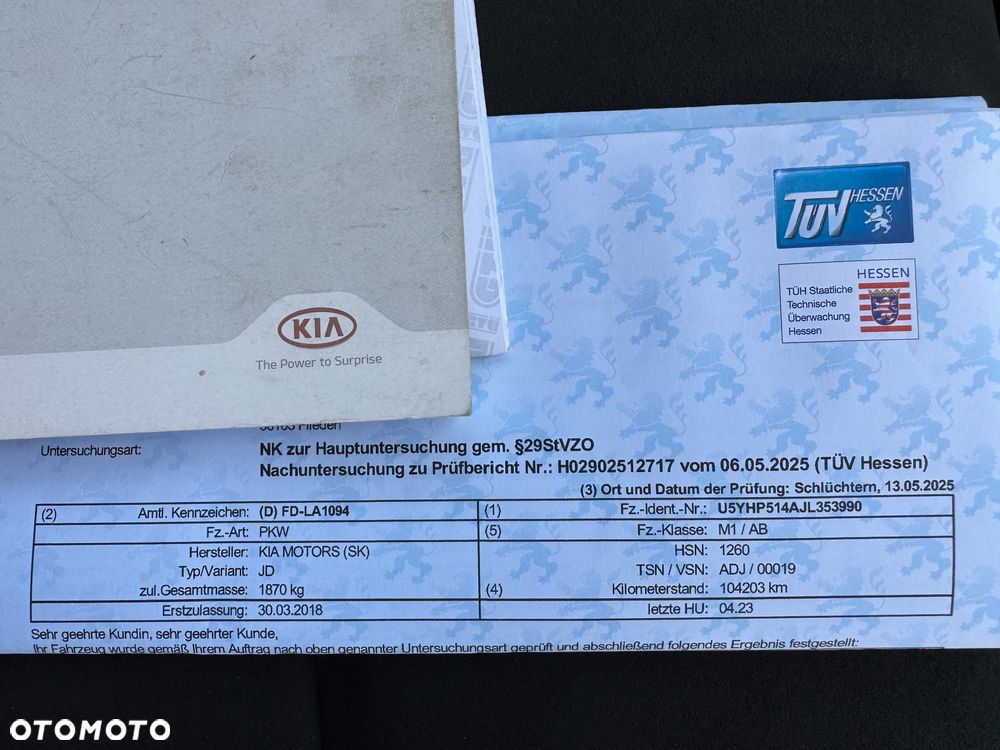 KIA
The Power to Surprise
TÜV HESSEN
HESSEN
TÜH Staatliche
Technische
Überwachung
Hessen
Flieden
Untersuchungsart: NK zur Hauptuntersuchung gem. §29StVZO
Nachuntersuchung zu Prüfbericht Nr.: H02902512717 vom 06.05.2025 (TÜV Hessen)
(3) Ort und Datum der Prüfung: Schlüchtern, 13.05.2025
(2) Amtl. Kennzeichen: (D) FD-LA1094 (1) Fz.-Ident.-Nr.: U5YHP514AJL353990
Fz.-Art: PKW (5) Fz.-Klasse: M1 / AB
Hersteller: KIA MOTORS (SK) HSN: 1260
Typ/Variant: JD TSN / VSN: ADJ / 00019
zul.Gesamtmasse: 1870 kg (4) Kilometerstand: 104203 km
Erstzulassung: 30.03.2018 letzte HU: 04.23
Sehr geehrte Kundin, sehr geehrter Kunde,
Ihr Fahrzeug wurde gemäß Ihrem Auftrag nach oben genannter Untersuchungsart geprüft und abschließend folgendes Ergebnis festgestellt:
OTOMOTO